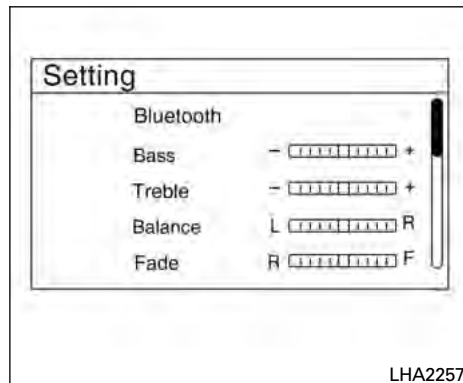 Setting
Bluetooth
Bass - +
Treble - +
Balance L R
Fade R F
LHA2257